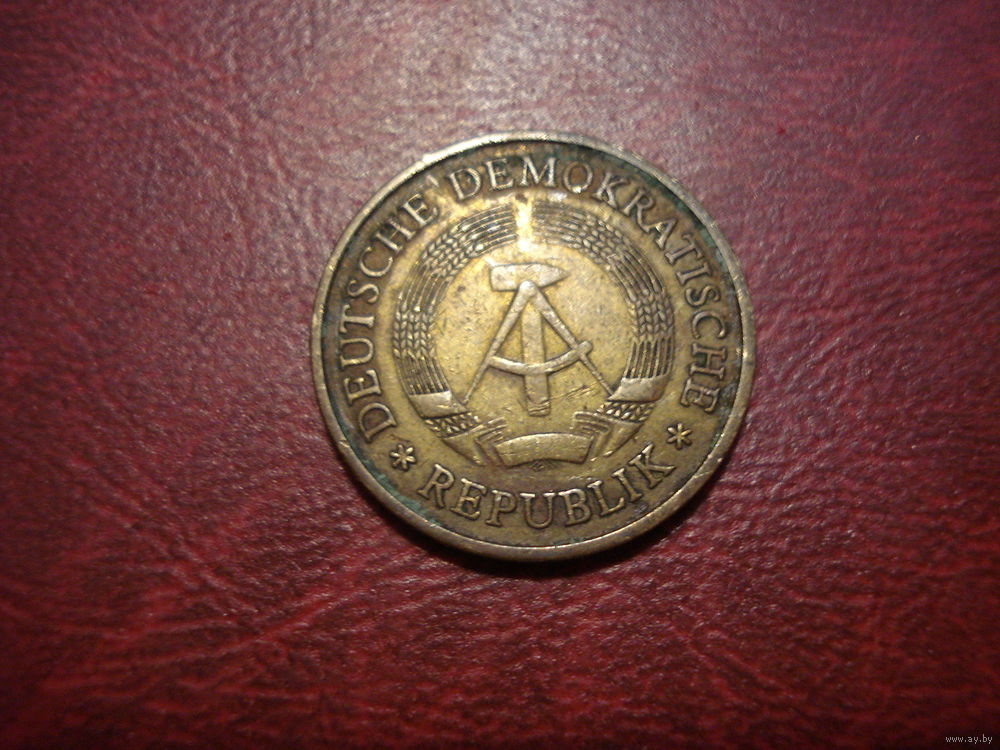 DEUTSCHE DEMOKRATISCHE
* REPUBLIK *
www.ay.by